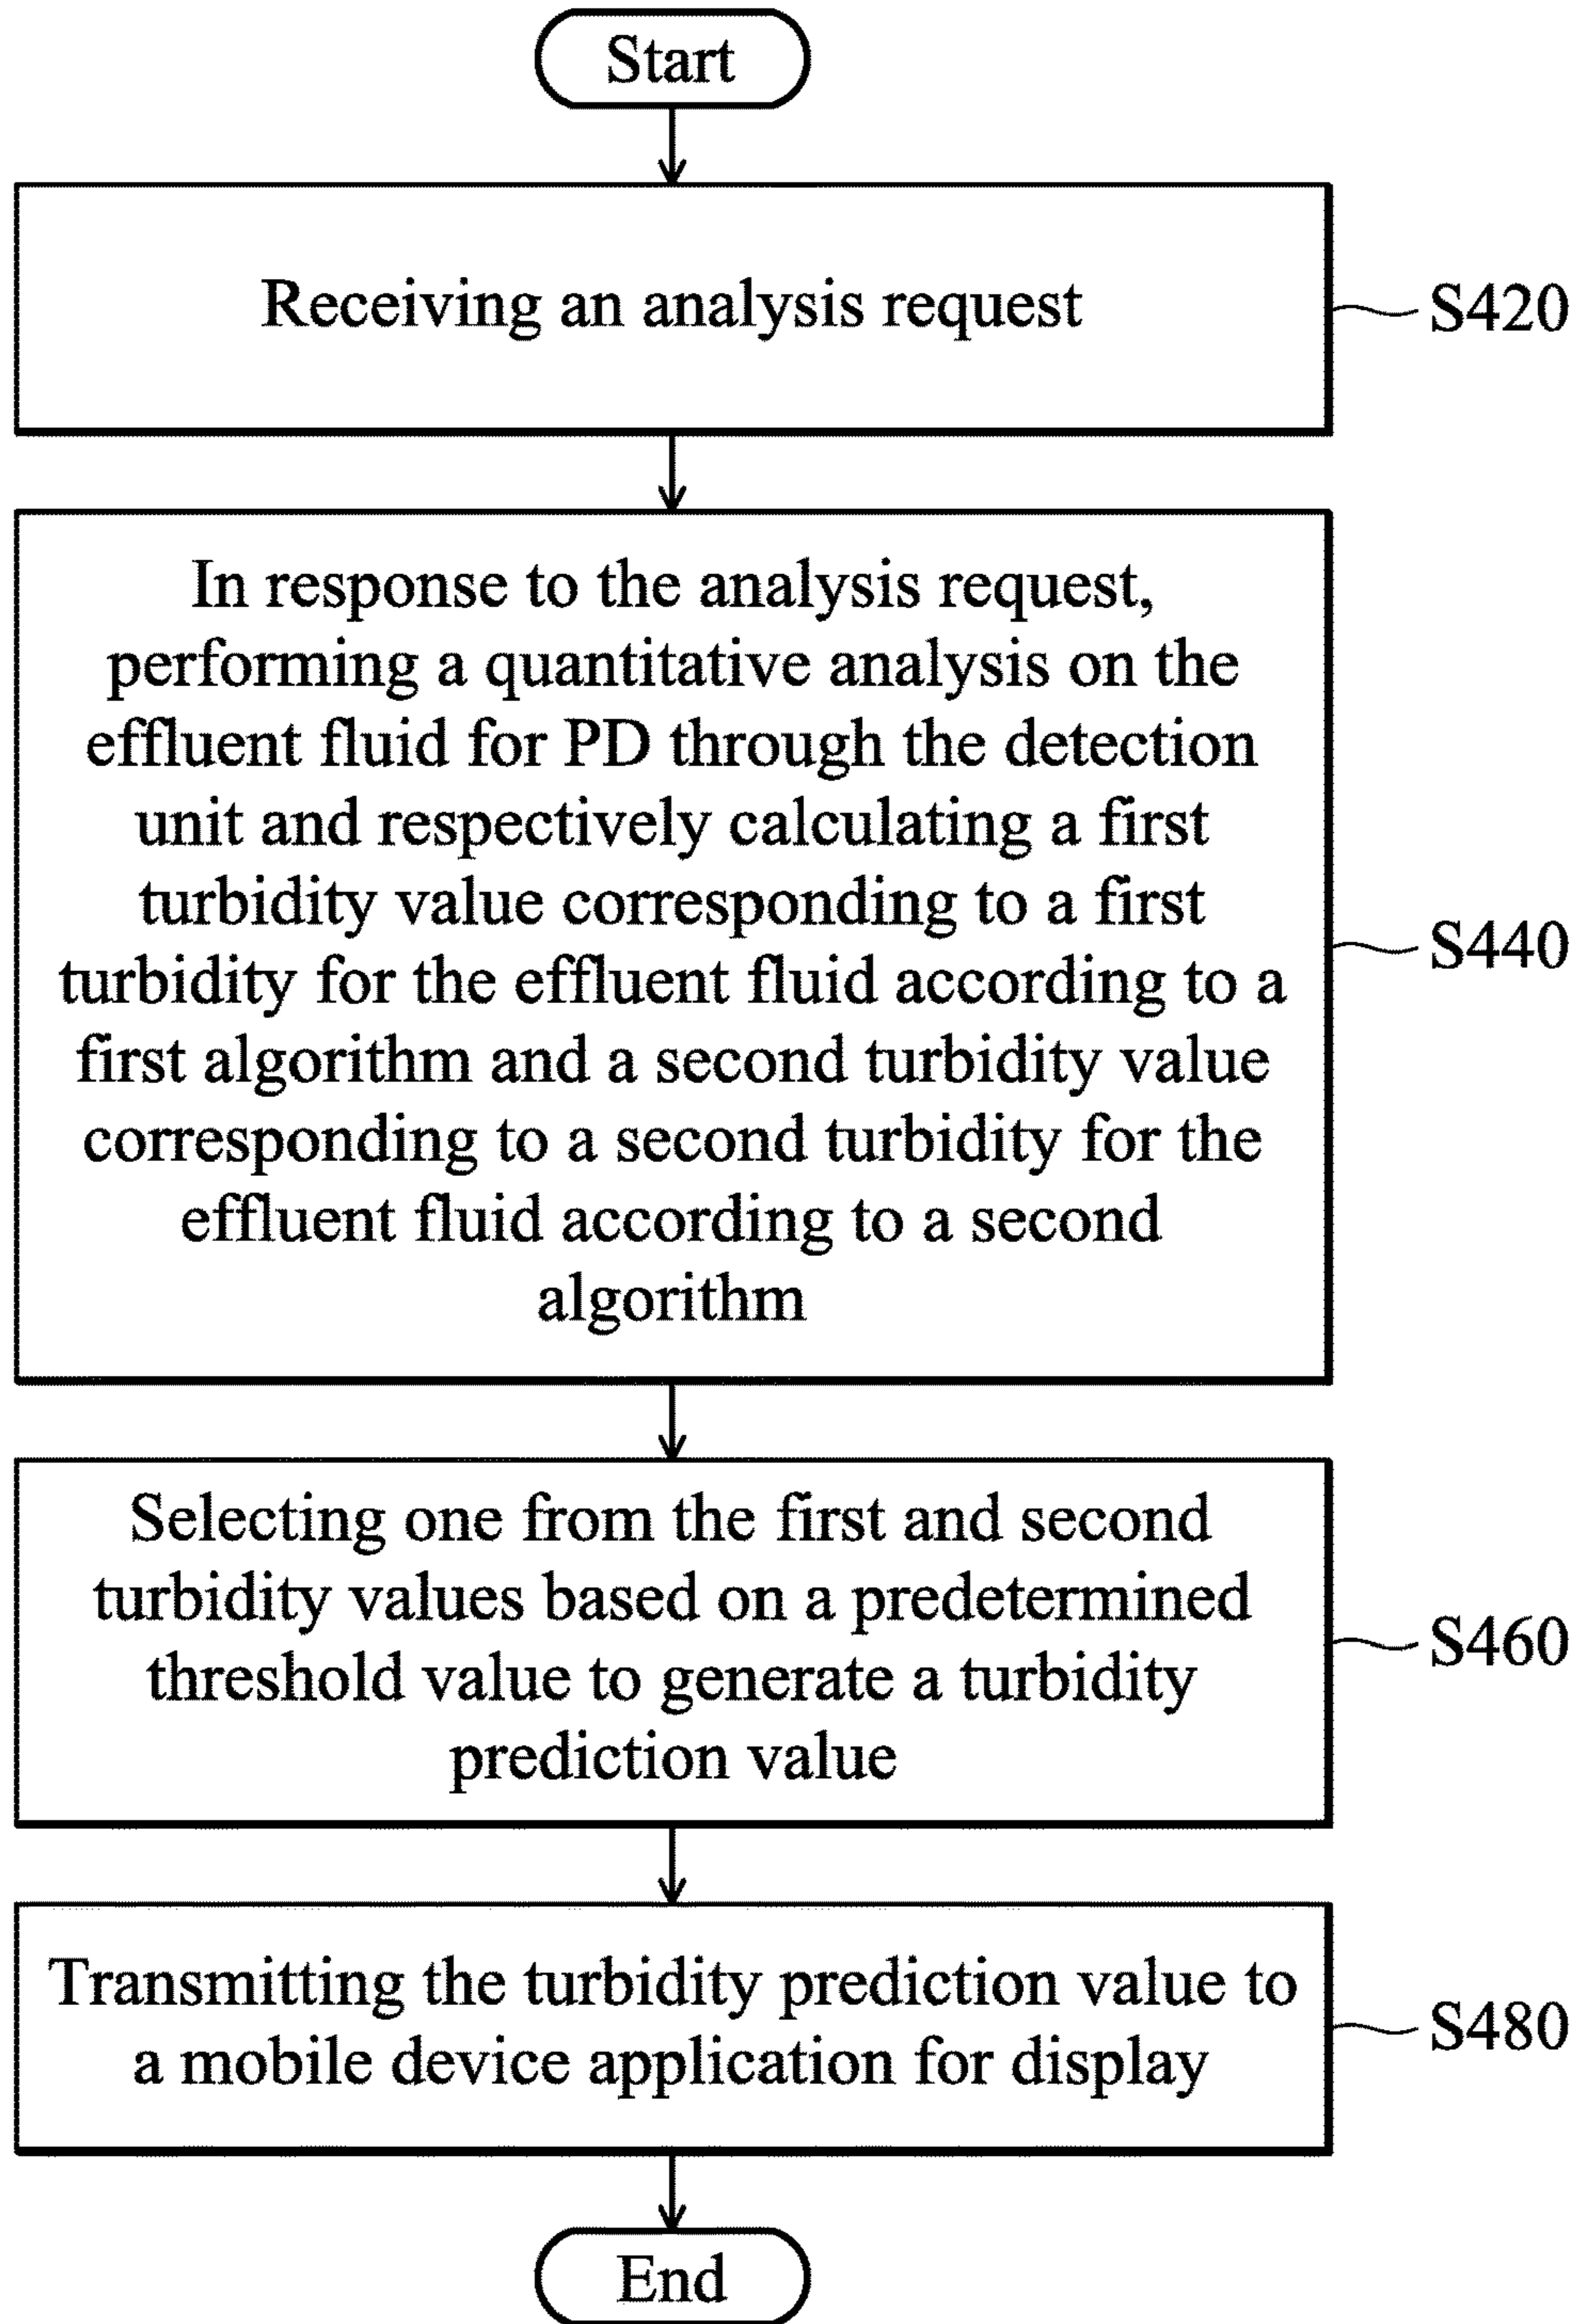 Start
Receiving an analysis request
S420
In response to the analysis request,
performing a quantitative analysis on the
effluent fluid for PD through the detection
unit and respectively calculating a first
turbidity value corresponding to a first
turbidity for the effluent fluid according to a
first algorithm and a second turbidity value
corresponding to a second turbidity for the
effluent fluid according to a second
algorithm
S440
Selecting one from the first and second
turbidity values based on a predetermined
threshold value to generate a turbidity
prediction value
S460
Transmitting the turbidity prediction value to
a mobile device application for display
S480
End